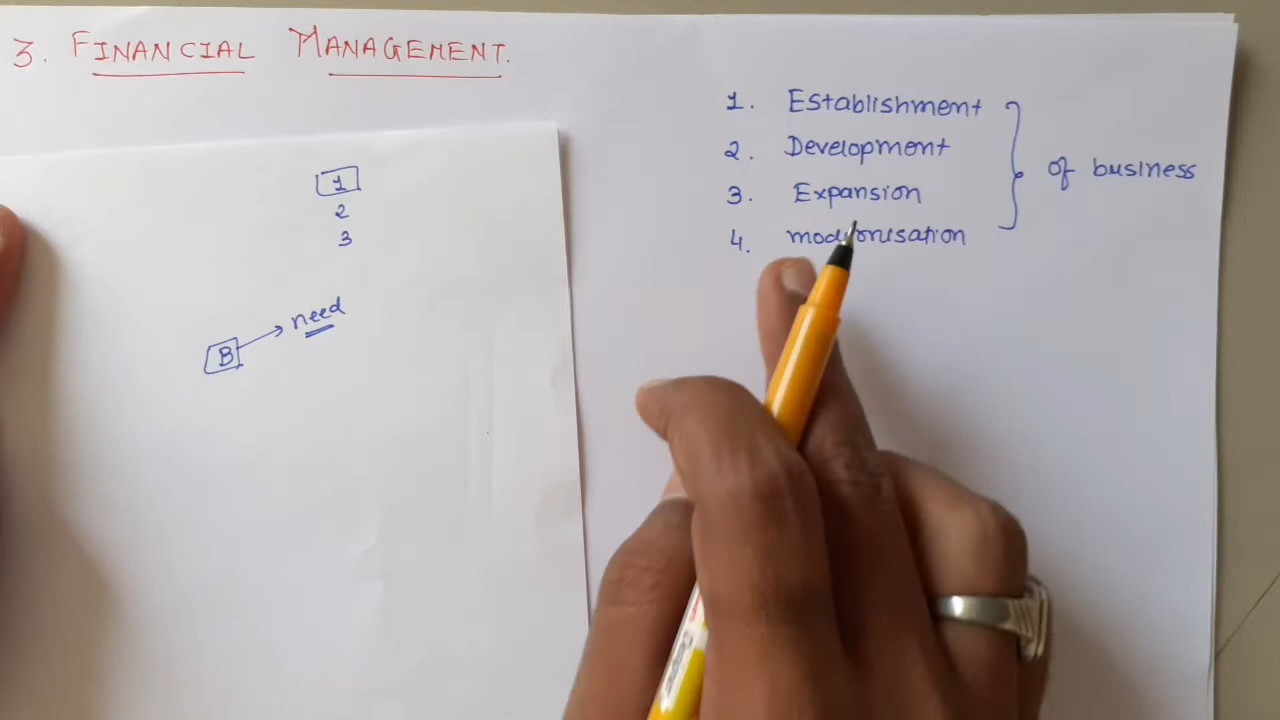 3. FINANCIAL MANAGEMENT.
1
2
3
B → need
1. Establishment
2. Development
3. Expansion
4. modernisation
of business